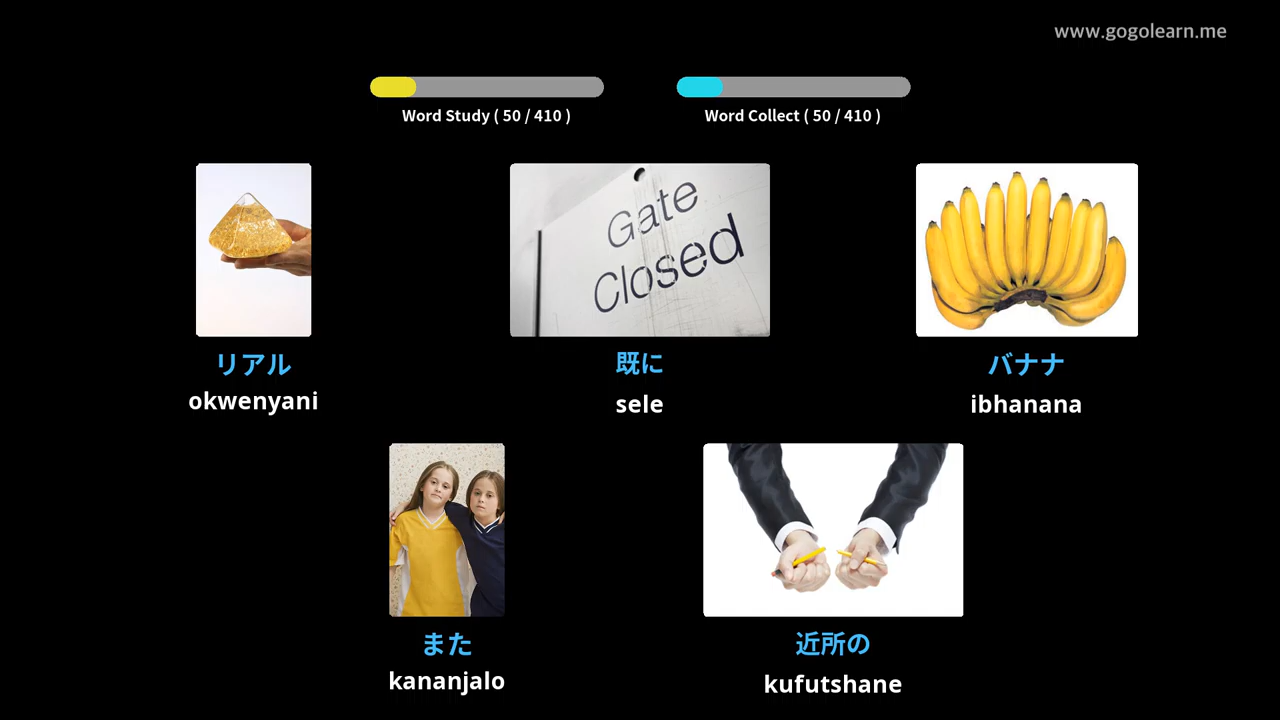 www.gogolearn.me
Word Study ( 50 / 410 )
Word Collect ( 50 / 410 )
Gate
Closed
リアル
okwenyani
既に
sele
バナナ
ibhanana
また
kananjalo
近所の
kufutshane